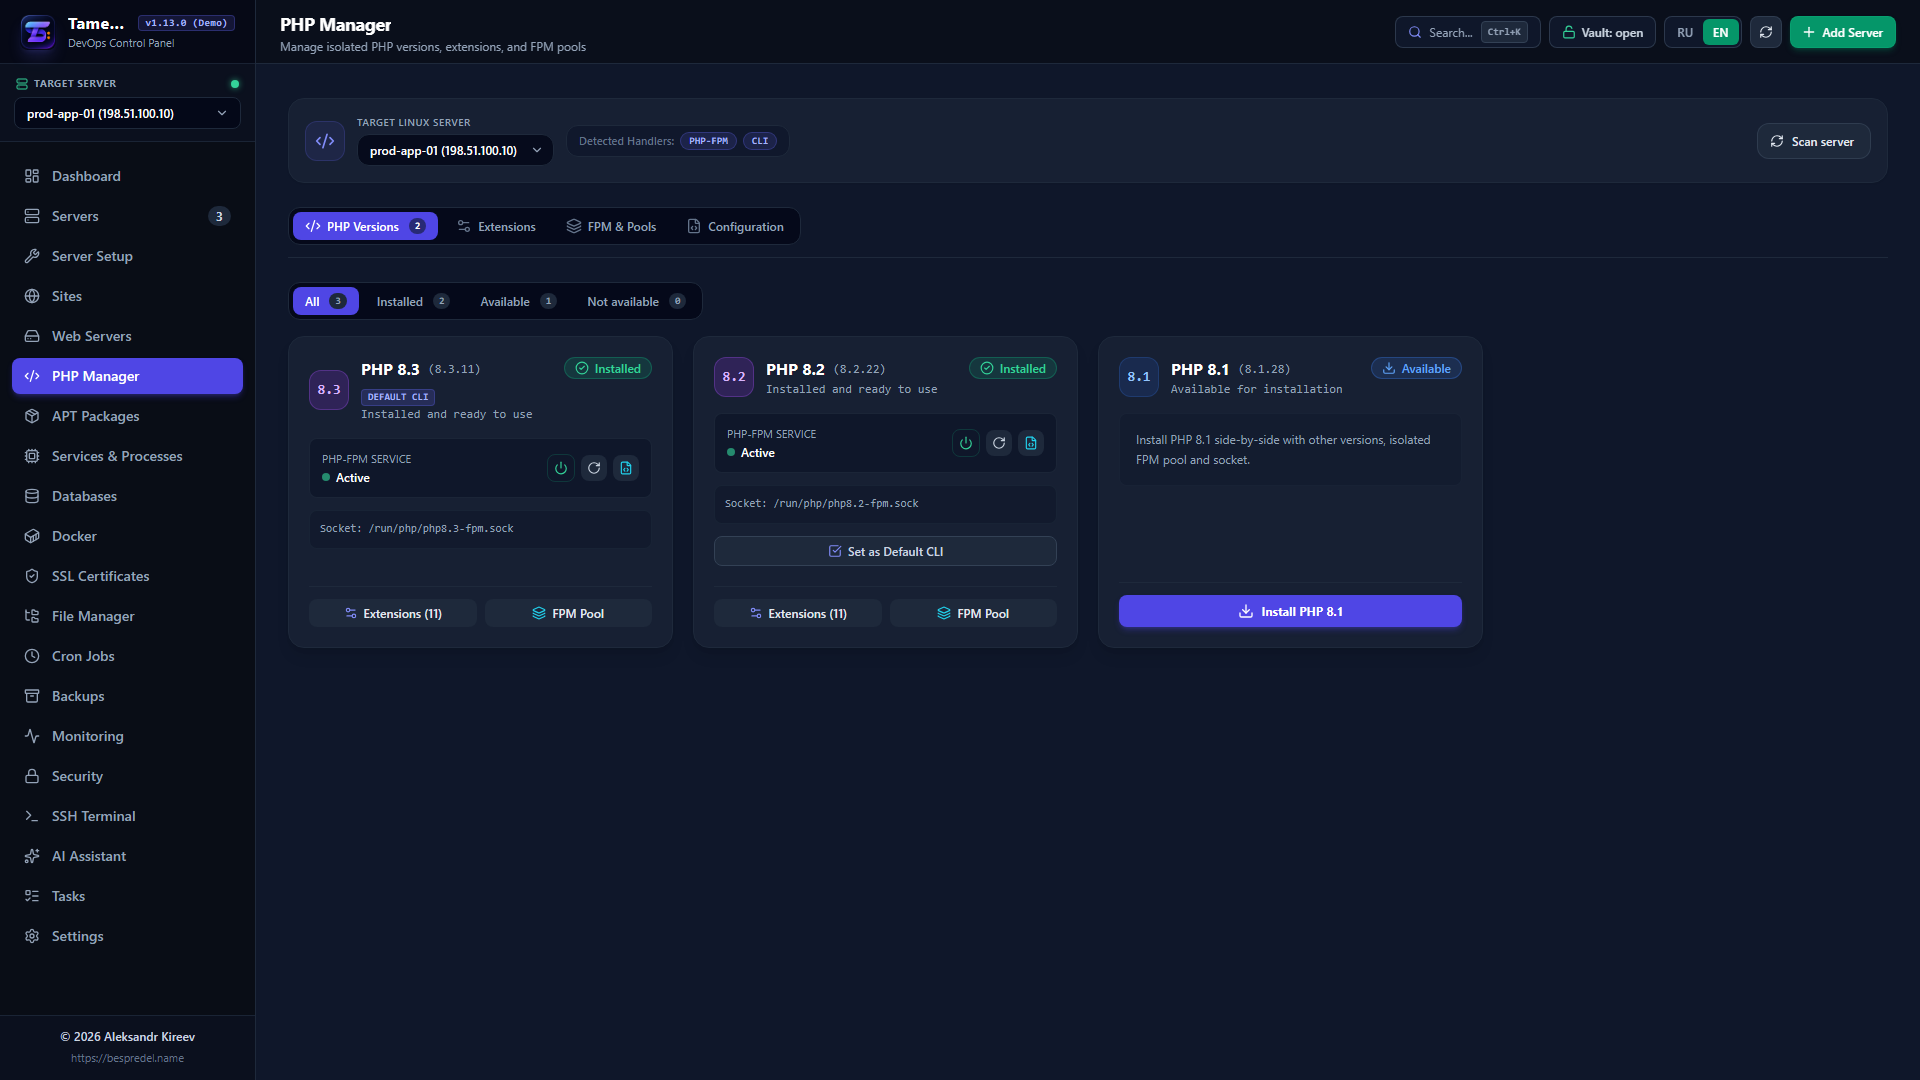 Tame... v1.13.0 (Demo)
DevOps Control Panel
TARGET SERVER
prod-app-01 (198.51.100.10)
Dashboard
Servers 3
Server Setup
Sites
Web Servers
PHP Manager
APT Packages
Services & Processes
Databases
Docker
SSL Certificates
File Manager
Cron Jobs
Backups
Monitoring
Security
SSH Terminal
AI Assistant
Tasks
Settings
© 2026 Aleksandr Kireev
https://bespredel.name
PHP Manager
Manage isolated PHP versions, extensions, and FPM pools
Search... Ctrl+K
Vault: open
RU EN
Add Server
TARGET LINUX SERVER
prod-app-01 (198.51.100.10)
Detected Handlers: PHP-FPM CLI
Scan server
PHP Versions 2
Extensions
FPM & Pools
Configuration
All 3
Installed 2
Available 1
Not available 0
8.3
PHP 8.3 (8.3.11)
Installed
DEFAULT CLI
Installed and ready to use
PHP-FPM SERVICE
Active
Socket: /run/php/php8.3-fpm.sock
Extensions (11)
FPM Pool
8.2
PHP 8.2 (8.2.22)
Installed
Installed and ready to use
PHP-FPM SERVICE
Active
Socket: /run/php/php8.2-fpm.sock
Set as Default CLI
Extensions (11)
FPM Pool
8.1
PHP 8.1 (8.1.28)
Available
Available for installation
Install PHP 8.1 side-by-side with other versions, isolated
FPM pool and socket.
Install PHP 8.1